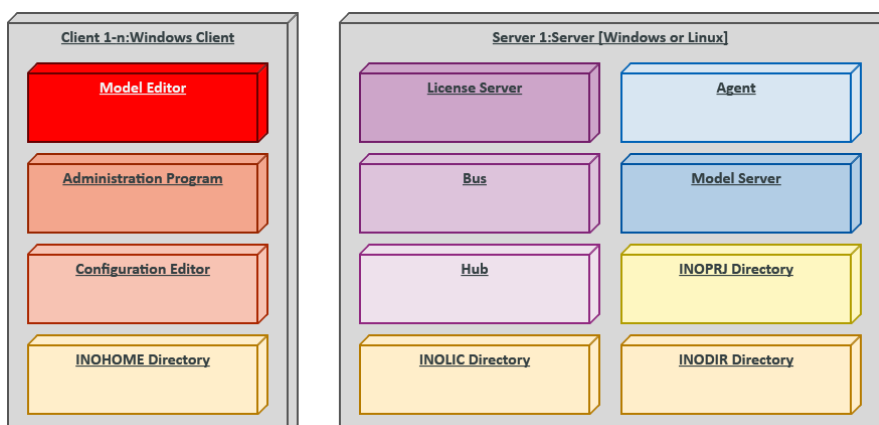 Client 1-n:Windows Client
Model Editor
Administration Program
Configuration Editor
INOHOME Directory
Server 1:Server [Windows or Linux]
License Server
Agent
Bus
Model Server
Hub
INOPRJ Directory
INOLIC Directory
INODIR Directory